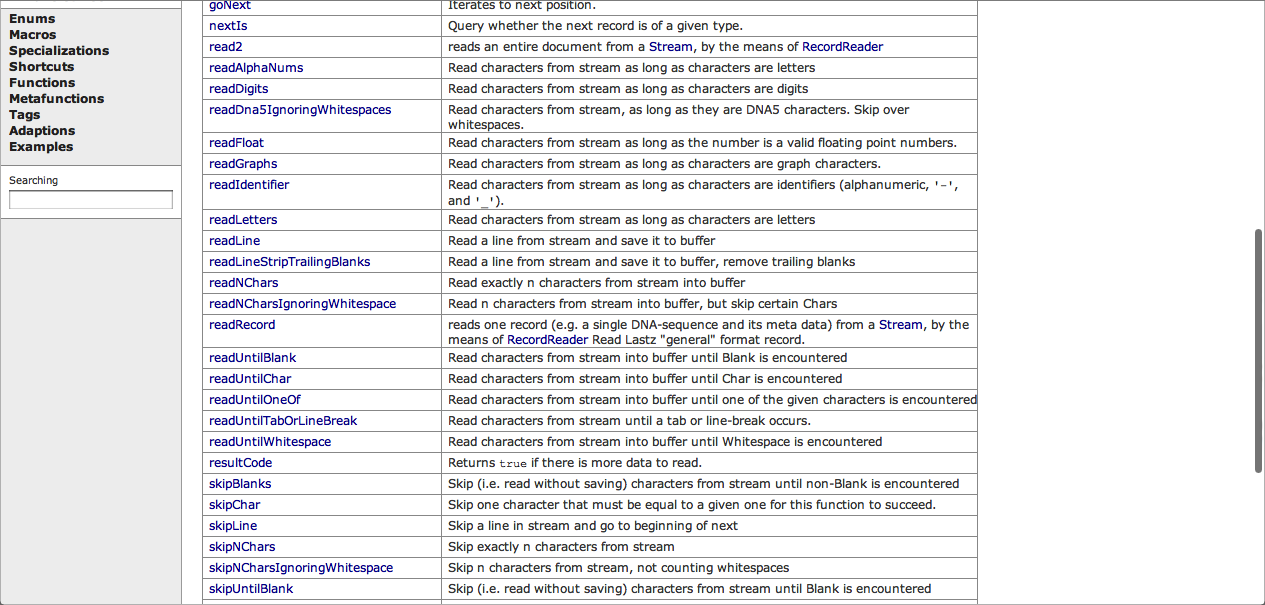 Enums
Macros
Specializations
Shortcuts
Functions
Metafunctions
Tags
Adaptions
Examples
Searching
goNext Iterates to next position.
nextIs Query whether the next record is of a given type.
read2 reads an entire document from a Stream, by the means of RecordReader
readAlphaNums Read characters from stream as long as characters are letters
readDigits Read characters from stream as long as characters are digits
readDna5IgnoringWhitespaces Read characters from stream, as long as they are DNA5 characters. Skip over
whitespaces.
readFloat Read characters from stream as long as the number is a valid floating point numbers.
readGraphs Read characters from stream as long as characters are graph characters.
readIdentifier Read characters from stream as long as characters are identifiers (alphanumeric, '-',
and '_').
readLetters Read characters from stream as long as characters are letters
readLine Read a line from stream and save it to buffer
readLineStripTrailingBlanks Read a line from stream and save it to buffer, remove trailing blanks
readNChars Read exactly n characters from stream into buffer
readNCharsIgnoringWhitespace Read n characters from stream into buffer, but skip certain Chars
readRecord reads one record (e.g. a single DNA-sequence and its meta data) from a Stream, by the
means of RecordReader Read Lastz "general" format record.
readUntilBlank Read characters from stream into buffer until Blank is encountered
readUntilChar Read characters from stream into buffer until Char is encountered
readUntilOneOf Read characters from stream into buffer until one of the given characters is encountered
readUntilTabOrLineBreak Read characters from stream until a tab or line-break occurs.
readUntilWhitespace Read characters from stream into buffer until Whitespace is encountered
resultCode Returns true if there is more data to read.
skipBlanks Skip (i.e. read without saving) characters from stream until non-Blank is encountered
skipChar Skip one character that must be equal to a given one for this function to succeed.
skipLine Skip a line in stream and go to beginning of next
skipNChars Skip exactly n characters from stream
skipNCharsIgnoringWhitespace Skip n characters from stream, not counting whitespaces
skipUntilBlank Skip (i.e. read without saving) characters from stream until Blank is encountered